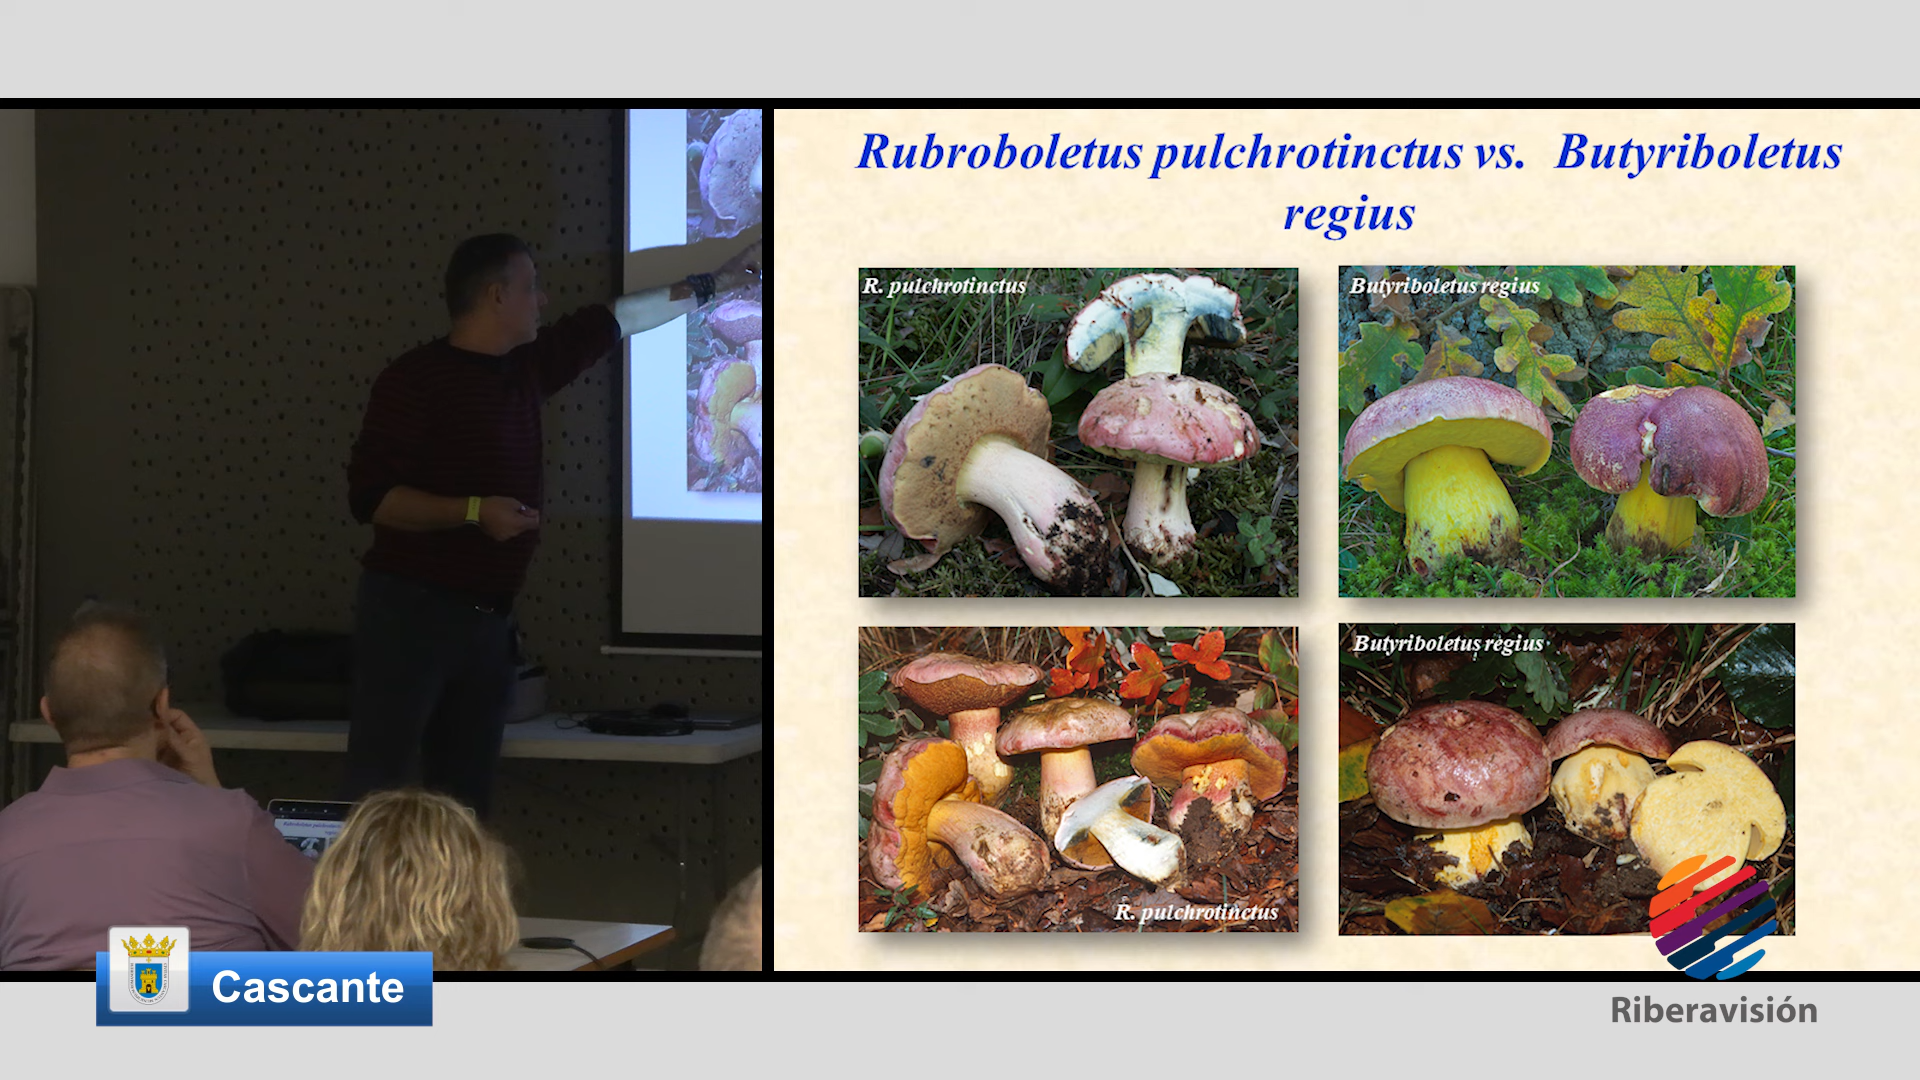 Rubroboletus pulchrotinctus vs. Butyriboletus
regius
R. pulchrotinctus
Butyriboletus regius
Butyriboletus regius
R. pulchrotinctus
Cascante
Riberavisión